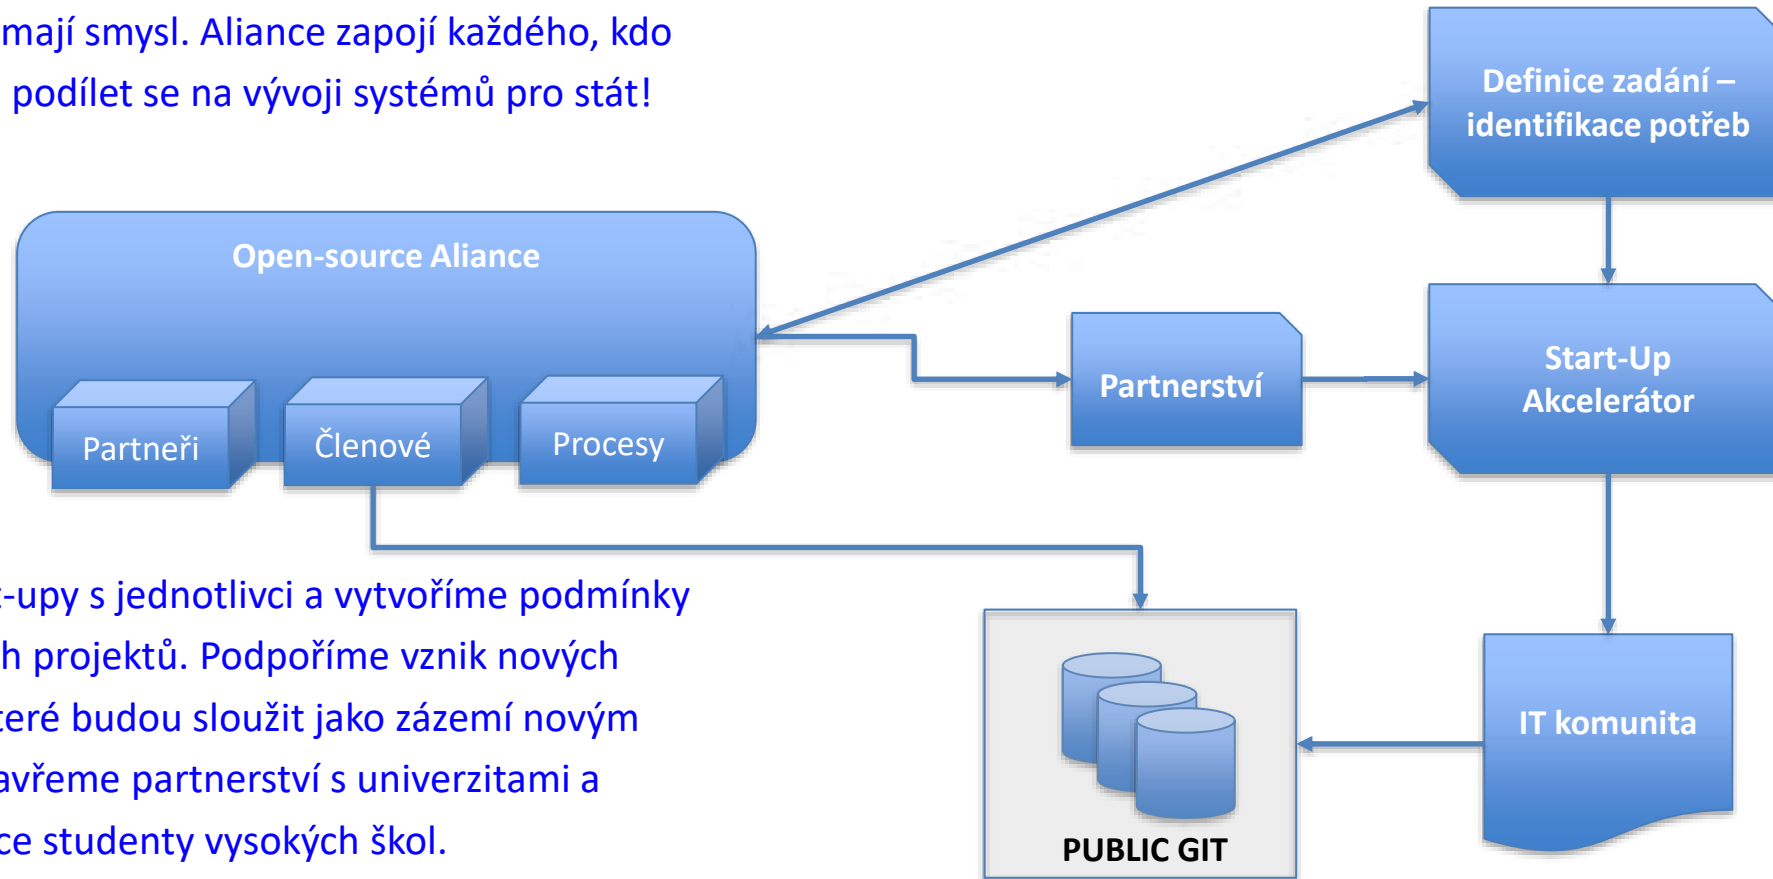 mají smysl. Aliance zapojí každého, kdo
podílet se na vývoji systémů pro stát!
Definice zadání –
identifikace potřeb
Open-source Aliance
Partnerství
Start-Up
Akcelerátor
Partneři
Členové
Procesy
-upy s jednotlivci a vytvoříme podmínky
h projektů. Podpoříme vznik nových
teré budou sloužit jako zázemí novým
avřeme partnerství s univerzitami a
ce studenty vysokých škol.
IT komunita
PUBLIC GIT